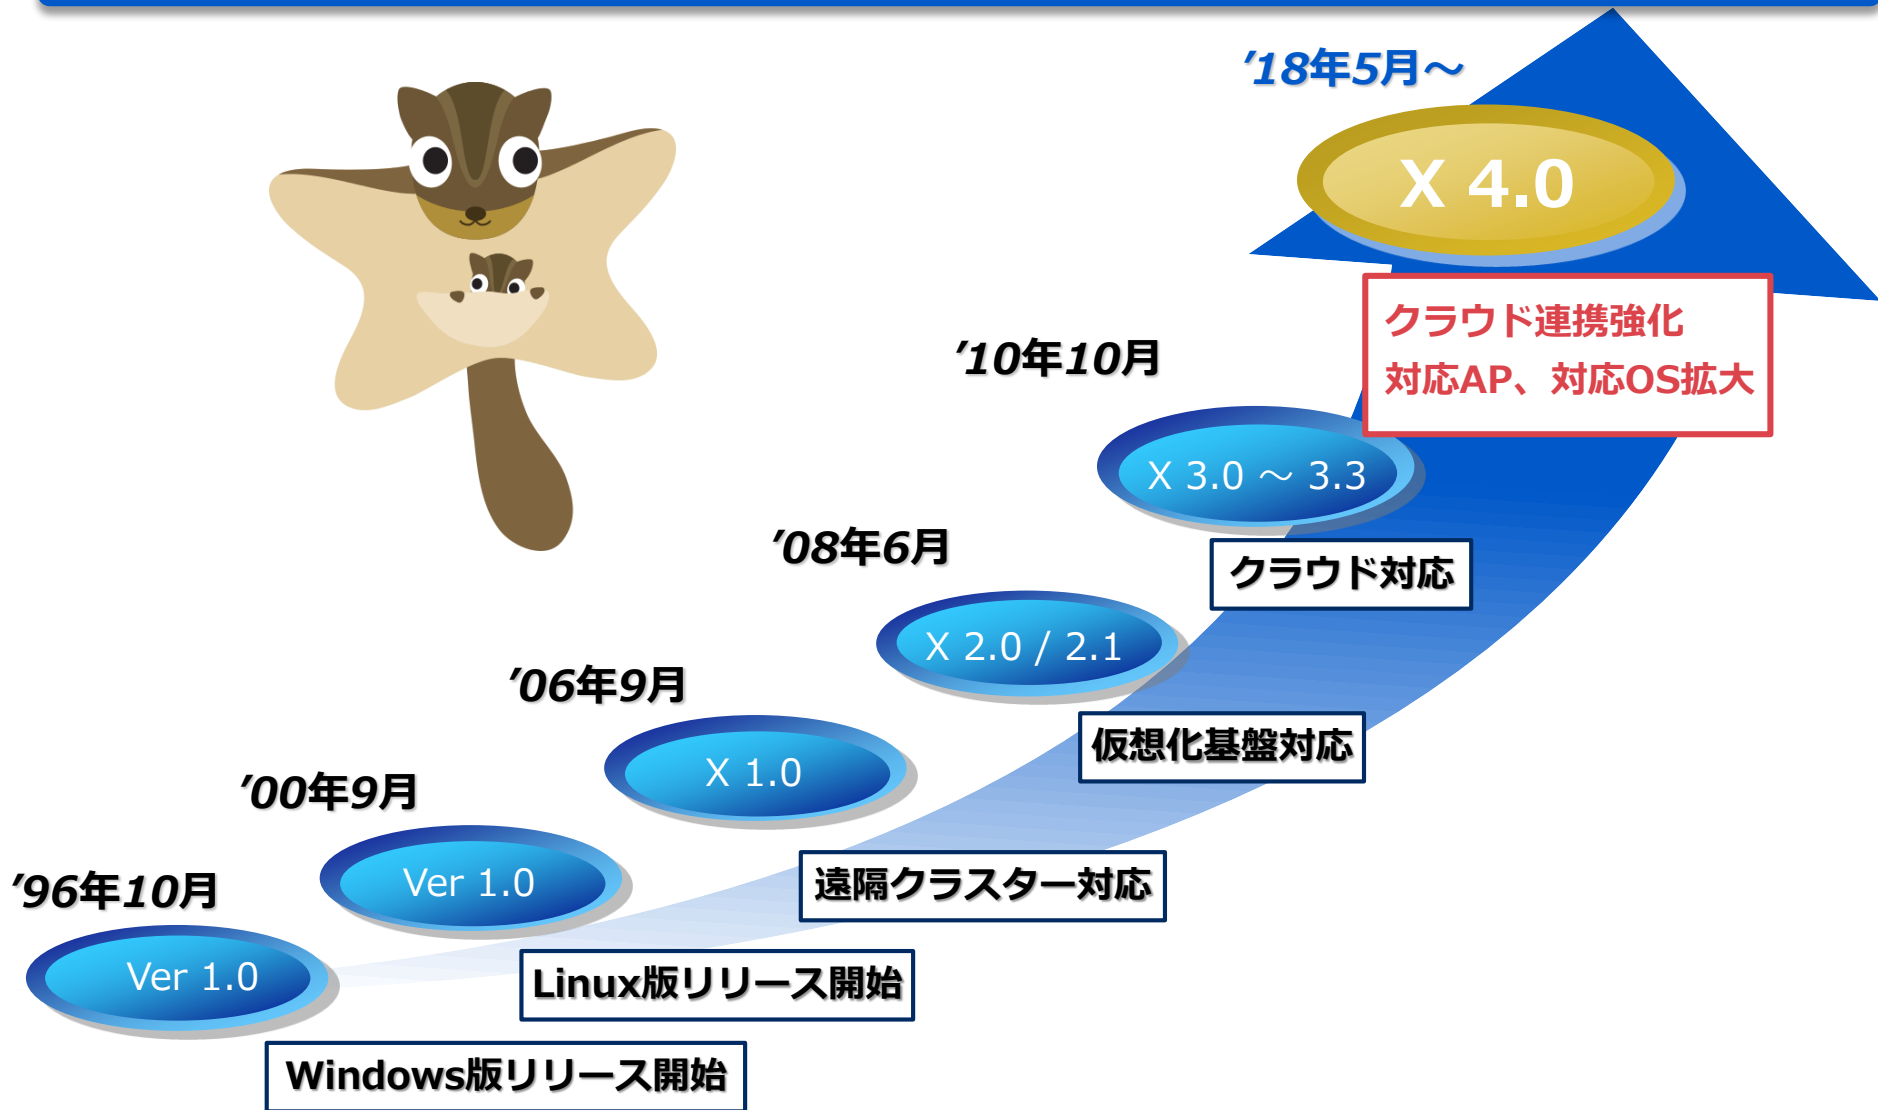 '96年10月
Ver 1.0
Windows版リリース開始
'00年9月
Ver 1.0
Linux版リリース開始
'06年9月
X 1.0
遠隔クラスター対応
'08年6月
X 2.0 / 2.1
仮想化基盤対応
'10年10月
X 3.0 ～ 3.3
クラウド対応
'18年5月～
X 4.0
クラウド連携強化
対応AP、対応OS拡大